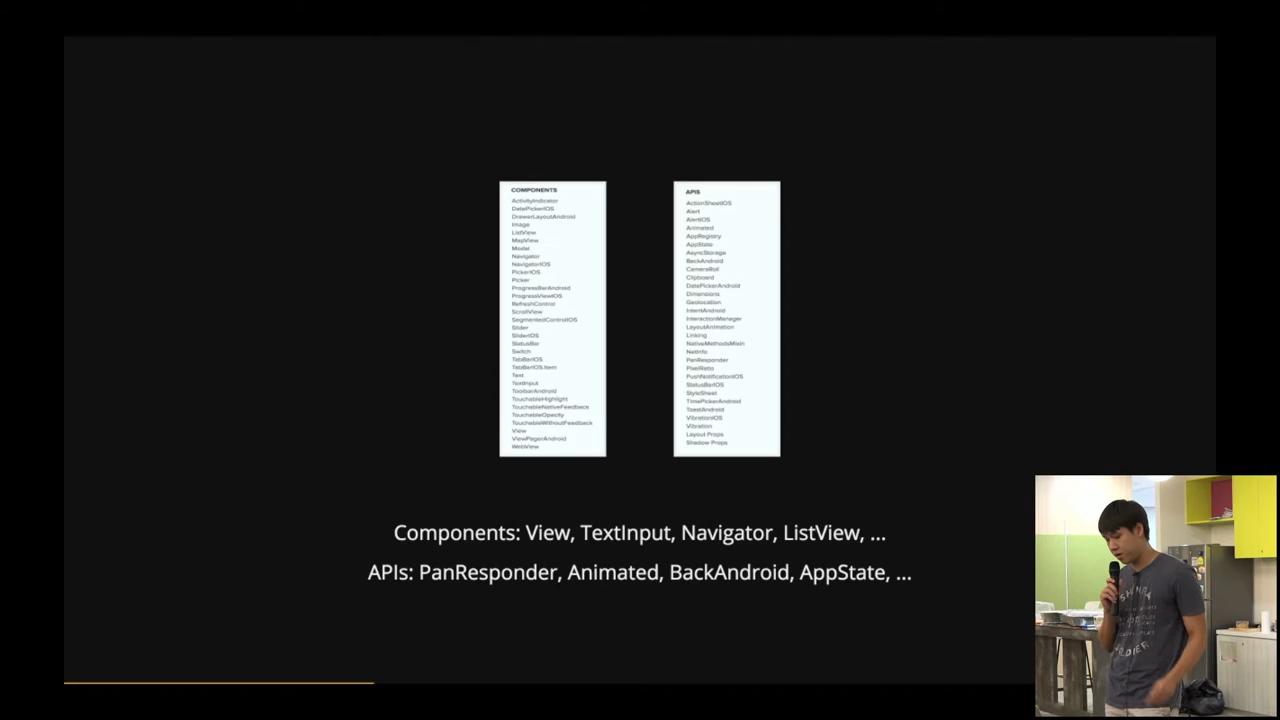 COMPONENTS
ActivityIndicator
DatePickerIOS
DrawerLayoutAndroid
Image
ListView
MapView
Modal
Navigator
NavigatorIOS
PickerIOS
Picker
ProgressBarAndroid
ProgressViewIOS
RefreshControl
ScrollView
SegmentedControlIOS
Slider
SliderIOS
StatusBar
Switch
TabBarIOS
TabBarIOS.Item
Text
TextInput
ToolbarAndroid
TouchableHighlight
TouchableNativeFeedback
TouchableOpacity
TouchableWithoutFeedback
View
ViewPagerAndroid
WebView
APIS
ActionSheetIOS
Alert
AlertIOS
Animated
AppRegistry
AppState
AsyncStorage
BackAndroid
CameraRoll
Clipboard
DatePickerAndroid
Dimensions
Geolocation
IntentAndroid
InteractionManager
LayoutAnimation
Linking
NativeMethodsMixin
NetInfo
PanResponder
PixelRatio
PushNotificationIOS
StatusBarIOS
StyleSheet
TimePickerAndroid
ToastAndroid
VibrationIOS
Vibration
Layout Props
Shadow Props
Components: View, TextInput, Navigator, ListView, ...
APIs: PanResponder, Animated, BackAndroid, AppState, ...